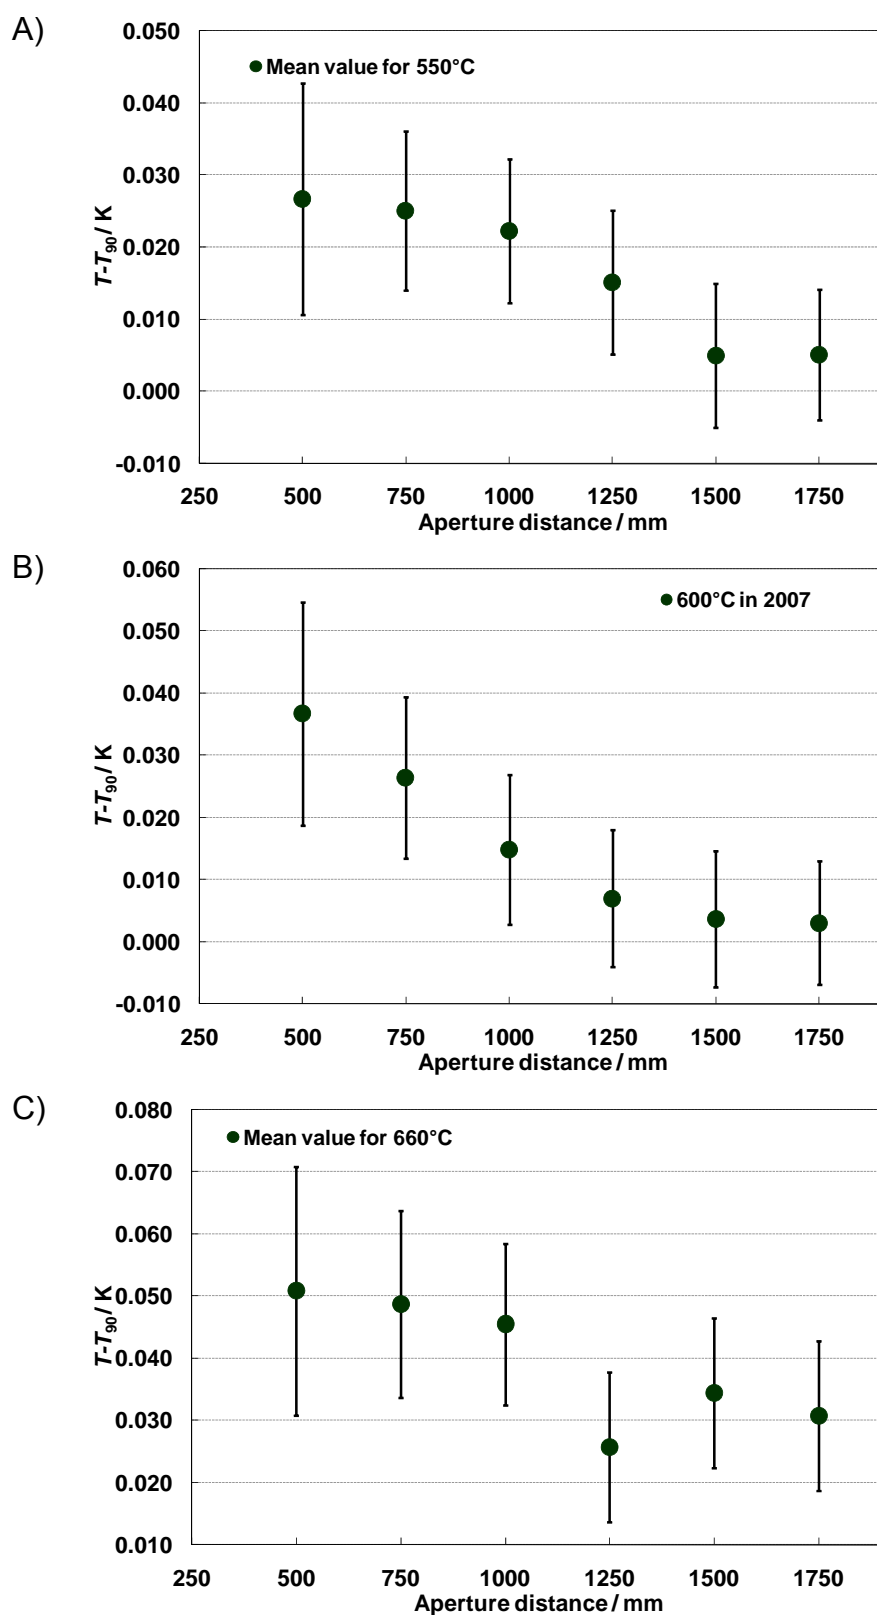 A)
0.050
Mean value for 550°C
0.040
0.030
0.020
0.010
0.000
-0.010
T-T90/ K
250 500 750 1000 1250 1500 1750
Aperture distance / mm
B)
0.060
600°C in 2007
0.050
0.040
0.030
0.020
0.010
0.000
-0.010
T-T90/ K
250 500 750 1000 1250 1500 1750
Aperture distance / mm
C)
0.080
Mean value for 660°C
0.070
0.060
0.050
0.040
0.030
0.020
0.010
T-T90/ K
250 500 750 1000 1250 1500 1750
Aperture distance / mm